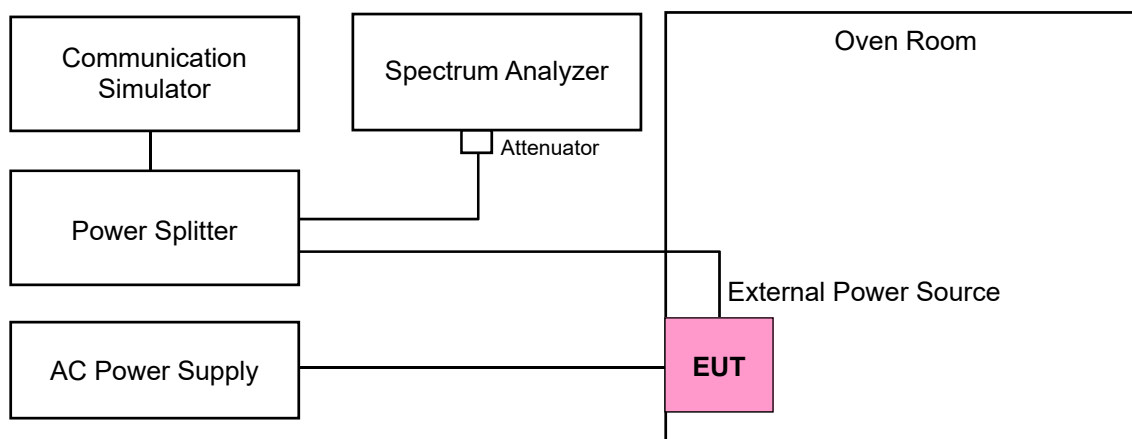 Communication
Simulator
Spectrum Analyzer
Oven Room
Attenuator
Power Splitter
External Power Source
AC Power Supply
EUT